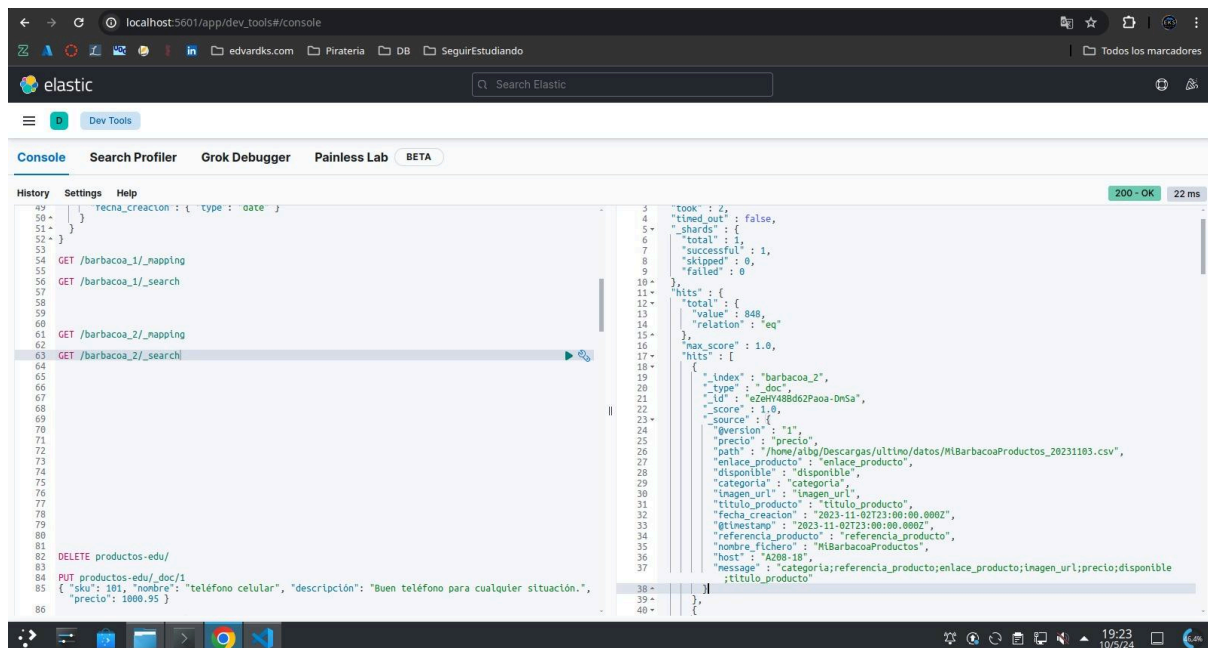 localhost:5601/app/dev_tools#/console
edvardks.com
Pirateria
DB
SeguirEstudiando
Todos los marcadores
elastic
Search Elastic
D
Dev Tools
Console
Search Profiler
Grok Debugger
Painless Lab
BETA
History
Settings
Help
200 - OK
22 ms
49 "fecha_creacion": { "type": "date" }
50 }
51 }
52 }
53
54 GET /barbacoa_1/_mapping
55
56 GET /barbacoa_1/_search
57
58
59
60
61 GET /barbacoa_2/_mapping
62
63 GET /barbacoa_2/_search
64
65
66
67
68
69
70
71
72
73
74
75
76
77
78
79
80
81
82 DELETE productos-edu/
83
84 PUT productos-edu/_doc/1
85 { "sku": 101, "nombre": "teléfono celular", "descripción": "Buen teléfono para cualquier situación.",
"precio": 1000.95 }
86
3 "took" : 2,
4 "timed_out" : false,
5 "_shards" : {
6 "total" : 1,
7 "successful" : 1,
8 "skipped" : 0,
9 "failed" : 0
10 },
11 "hits" : {
12 "total" : {
13 "value" : 848,
14 "relation" : "eq"
15 },
16 "max_score" : 1.0,
17 "hits" : [
18 {
19 "_index" : "barbacoa_2",
20 "_type" : "_doc",
21 "_id" : "eZeHY48Bd62Paoa-DmSa",
22 "_score" : 1.0,
23 "_source" : {
24 "@version" : "1",
25 "precio" : "precio",
26 "path" : "/home/aibg/Descargas/ultimo/datos/MiBarbacoaProductos_20231103.csv",
27 "enlace_producto" : "enlace_producto",
28 "disponible" : "disponible",
29 "categoria" : "categoria",
30 "imagen_url" : "imagen_url",
31 "titulo_producto" : "titulo_producto",
32 "fecha_creacion" : "2023-11-02T23:00:00.000Z",
33 "@timestamp" : "2023-11-02T23:00:00.000Z",
34 "referencia_producto" : "referencia_producto",
35 "nombre_fichero" : "MiBarbacoaProductos",
36 "host" : "A208-18",
37 "message" : "categoria;referencia_producto;enlace_producto;imagen_url;precio;disponible
;titulo_producto"
38 }
39 },
40 {
19:23
10/5/24